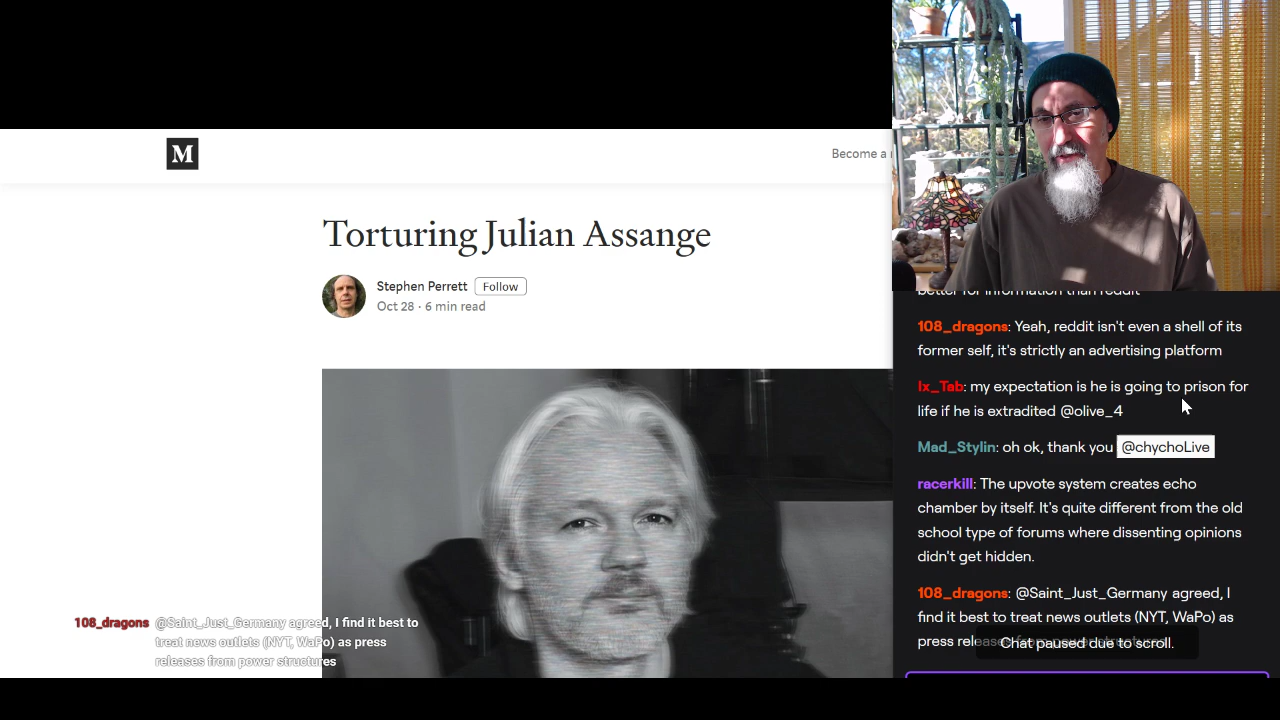 M
Become a
Torturing Julian Assange
Stephen Perrett Follow
Oct 28 · 6 min read
108_dragons @Saint_Just_Germany agreed, I find it best to
treat news outlets (NYT, WaPo) as press
releases from power structures
better for information than reddit
108_dragons: Yeah, reddit isn't even a shell of its
former self, it's strictly an advertising platform
Ix_Tab: my expectation is he is going to prison for
life if he is extradited @olive_4
Mad_Stylin: oh ok, thank you @chychoLive
racerkill: The upvote system creates echo
chamber by itself. It's quite different from the old
school type of forums where dissenting opinions
didn't get hidden.
108_dragons: @Saint_Just_Germany agreed, I
find it best to treat news outlets (NYT, WaPo) as
press
Chat paused due to scroll.